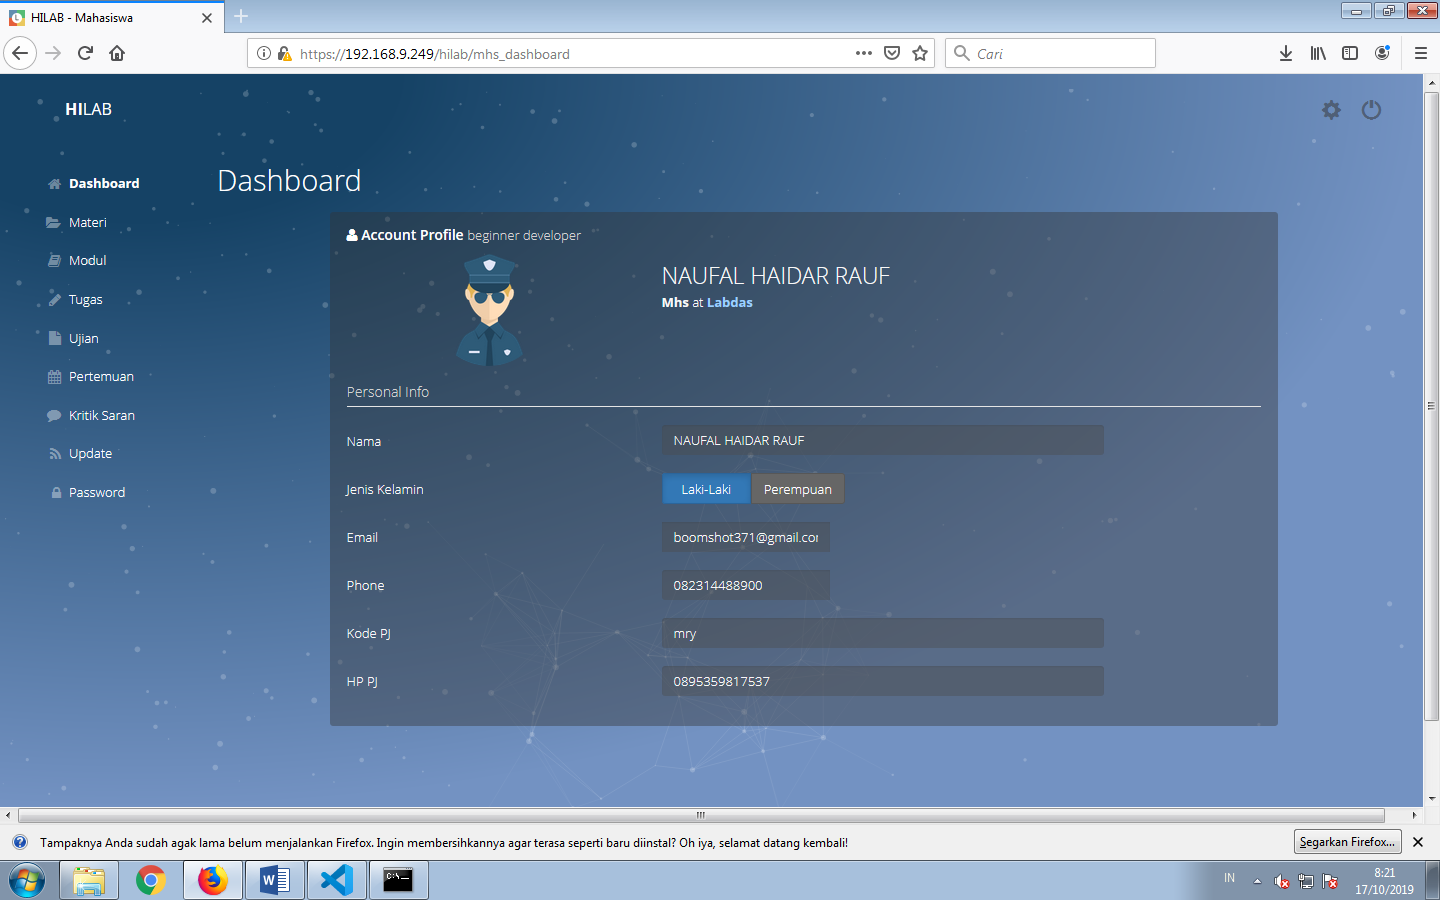 HILAB - Mahasiswa
https://192.168.9.249/hilab/mhs_dashboard
Cari
HILAB
Dashboard
Materi
Modul
Tugas
Ujian
Pertemuan
Kritik Saran
Update
Password
Dashboard
Account Profile beginner developer
NAUFAL HAIDAR RAUF
Mhs at Labdas
Personal Info
Nama NAUFAL HAIDAR RAUF
Jenis Kelamin Laki-Laki Perempuan
Email boomshot371@gmail.com
Phone 082314488900
Kode PJ mry
HP PJ 0895359817537
Tampaknya Anda sudah agak lama belum menjalankan Firefox. Ingin membersihkannya agar terasa seperti baru diinstal? Oh iya, selamat datang kembali! Segarkan Firefox...
IN
8:21
17/10/2019